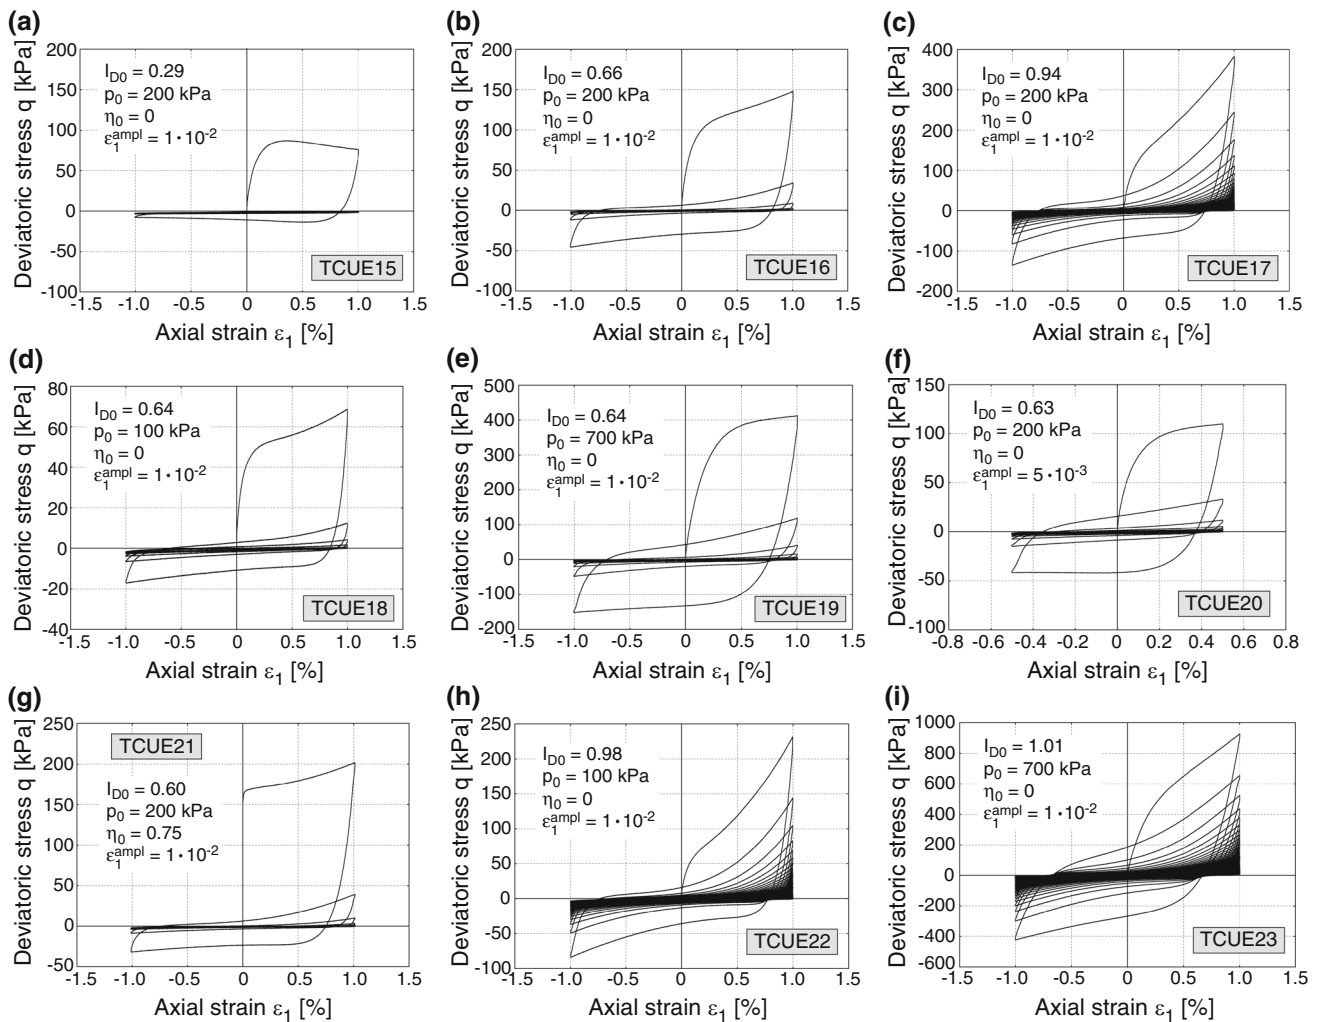 (a)
200
150
100
50
0
-50
-100
Deviatoric stress q [kPa]
I_D0 = 0.29
p_0 = 200 kPa
η_0 = 0
ε_1^ampl = 1·10^-2
TCUE15
-1.5 -1.0 -0.5 0 0.5 1.0 1.5
Axial strain ε_1 [%]
(b)
200
150
100
50
0
-50
-100
Deviatoric stress q [kPa]
I_D0 = 0.66
p_0 = 200 kPa
η_0 = 0
ε_1^ampl = 1·10^-2
TCUE16
-1.5 -1.0 -0.5 0 0.5 1.0 1.5
Axial strain ε_1 [%]
(c)
400
300
200
100
0
-100
-200
Deviatoric stress q [kPa]
I_D0 = 0.94
p_0 = 200 kPa
η_0 = 0
ε_1^ampl = 1·10^-2
TCUE17
-1.5 -1.0 -0.5 0 0.5 1.0 1.5
Axial strain ε_1 [%]
(d)
80
60
40
20
0
-20
-40
Deviatoric stress q [kPa]
I_D0 = 0.64
p_0 = 100 kPa
η_0 = 0
ε_1^ampl = 1·10^-2
TCUE18
-1.5 -1.0 -0.5 0 0.5 1.0 1.5
Axial strain ε_1 [%]
(e)
500
400
300
200
100
0
-100
-200
Deviatoric stress q [kPa]
I_D0 = 0.64
p_0 = 700 kPa
η_0 = 0
ε_1^ampl = 1·10^-2
TCUE19
-1.5 -1.0 -0.5 0 0.5 1.0 1.5
Axial strain ε_1 [%]
(f)
150
100
50
0
-50
-100
Deviatoric stress q [kPa]
I_D0 = 0.63
p_0 = 200 kPa
η_0 = 0
ε_1^ampl = 5·10^-3
TCUE20
-0.8 -0.6 -0.4 -0.2 0 0.2 0.4 0.6 0.8
Axial strain ε_1 [%]
(g)
250
200
150
100
50
0
-50
Deviatoric stress q [kPa]
TCUE21
I_D0 = 0.60
p_0 = 200 kPa
η_0 = 0.75
ε_1^ampl = 1·10^-2
-1.5 -1.0 -0.5 0 0.5 1.0 1.5
Axial strain ε_1 [%]
(h)
250
200
150
100
50
0
-50
-100
Deviatoric stress q [kPa]
I_D0 = 0.98
p_0 = 100 kPa
η_0 = 0
ε_1^ampl = 1·10^-2
TCUE22
-1.5 -1.0 -0.5 0 0.5 1.0 1.5
Axial strain ε_1 [%]
(i)
1000
800
600
400
200
0
-200
-400
-600
Deviatoric stress q [kPa]
I_D0 = 1.01
p_0 = 700 kPa
η_0 = 0
ε_1^ampl = 1·10^-2
TCUE23
-1.5 -1.0 -0.5 0 0.5 1.0 1.5
Axial strain ε_1 [%]